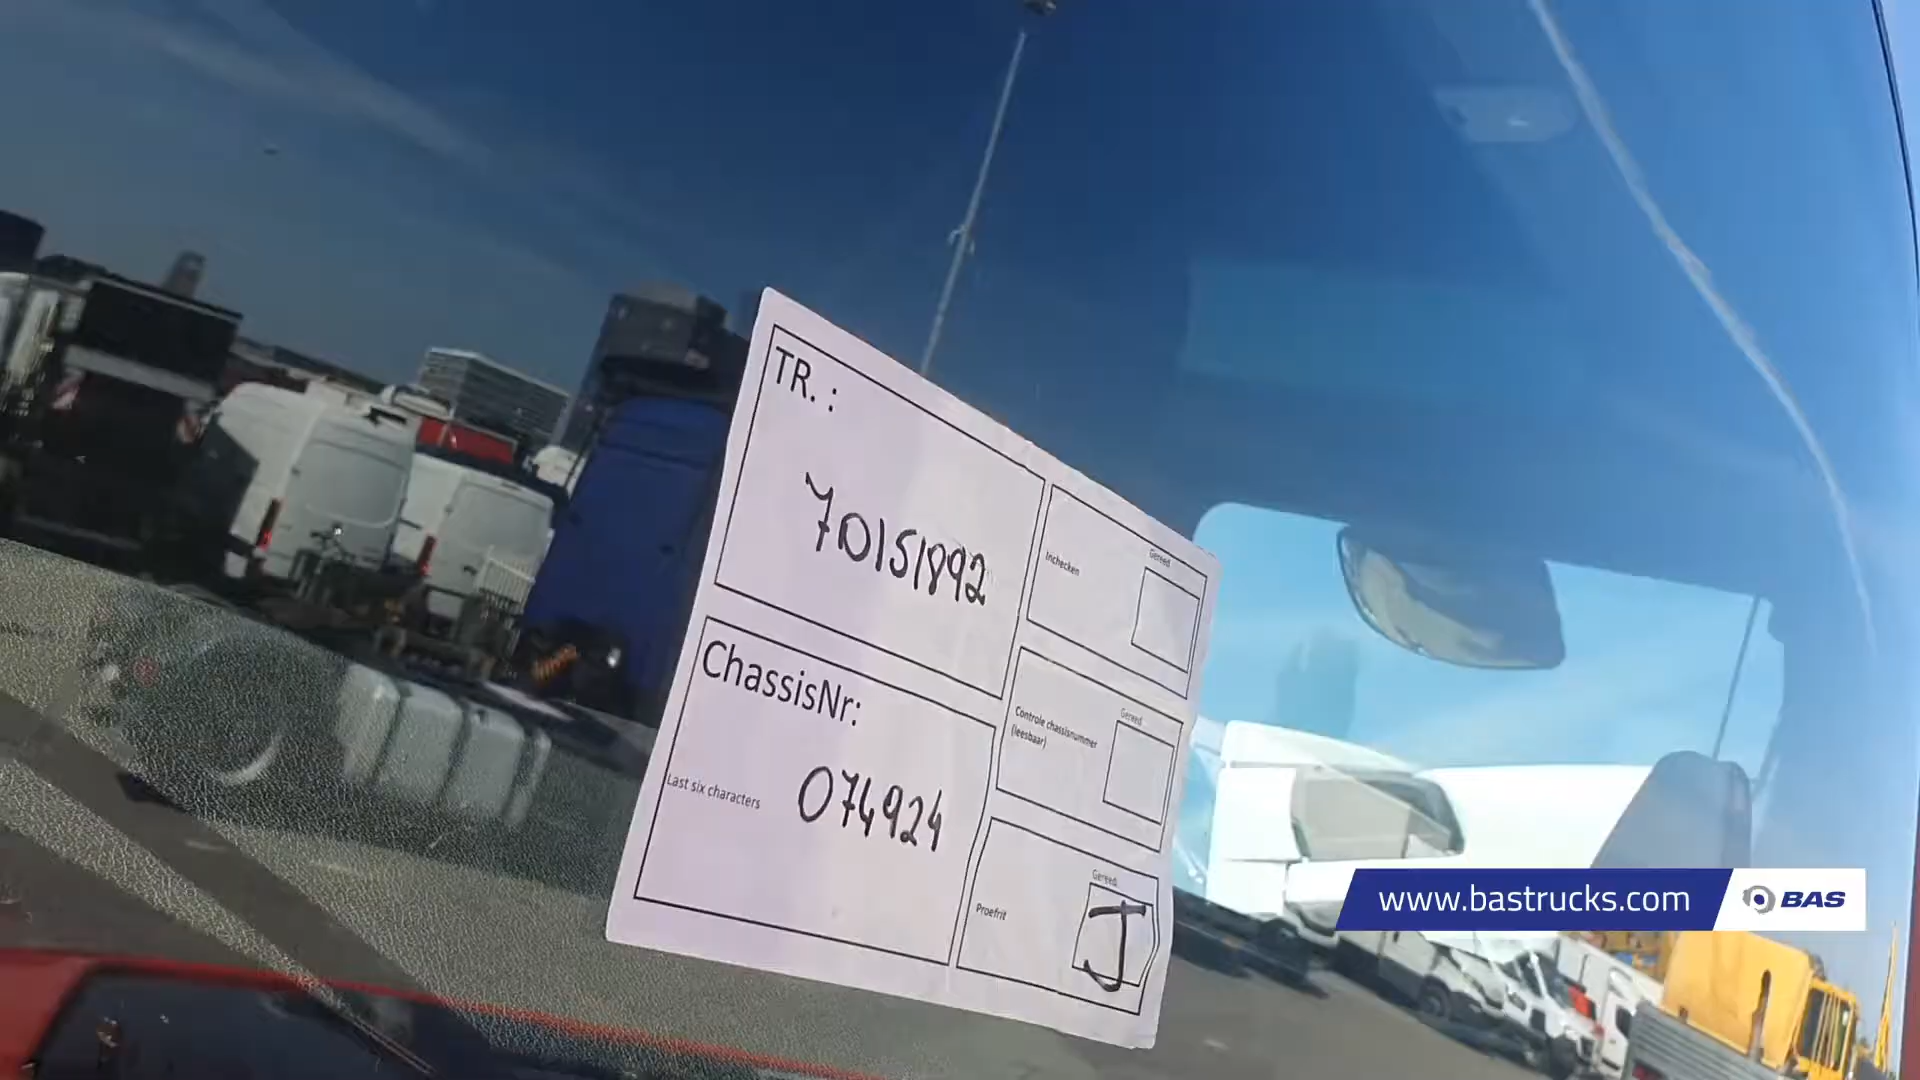 TR. :
70151892
ChassisNr:
Last six characters
074924
Inchecken
Gereed
Controle chassisnummer
(leesbaar)
Gereed
Proefrit
Gereed
J
www.bastrucks.com
BAS